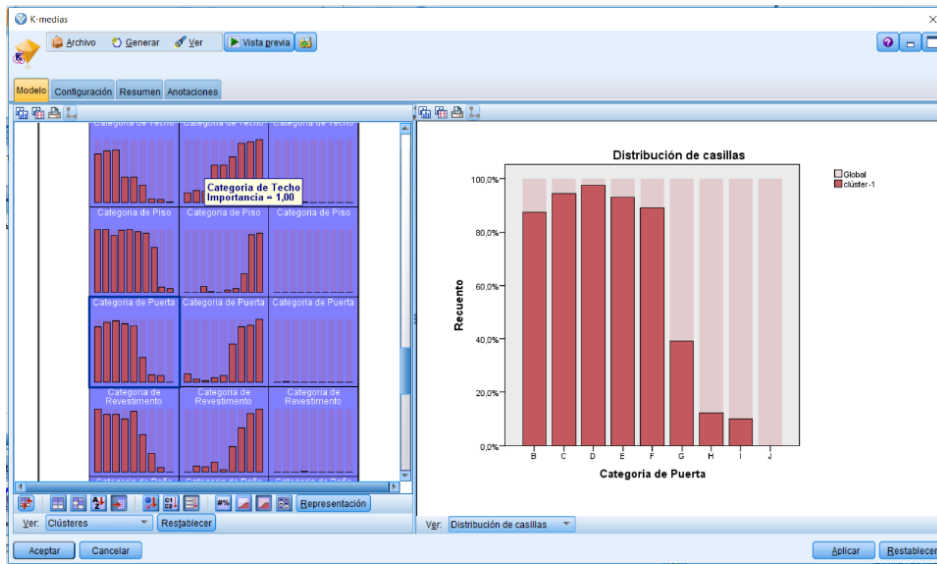 K-medias
Archivo Generar Ver Vista previa
Modelo Configuración Resumen Anotaciones
Categoria de Techo
Importancia = 1,00
Categoria de Piso Categoria de Piso Categoria de Piso
Categoria de Puerta Categoria de Puerta Categoria de Puerta
Categoria de Revestimento Categoria de Revestimento Categoria de Revestimento
Representación
Ver: Clústeres Restablecer
Distribución de casillas
Global
clúster-1
100,0%
80,0%
60,0%
40,0%
20,0%
0,0%
Recuento
B C D E F G H I J
Categoria de Puerta
Ver: Distribución de casillas
Aceptar Cancelar Aplicar Restablecer